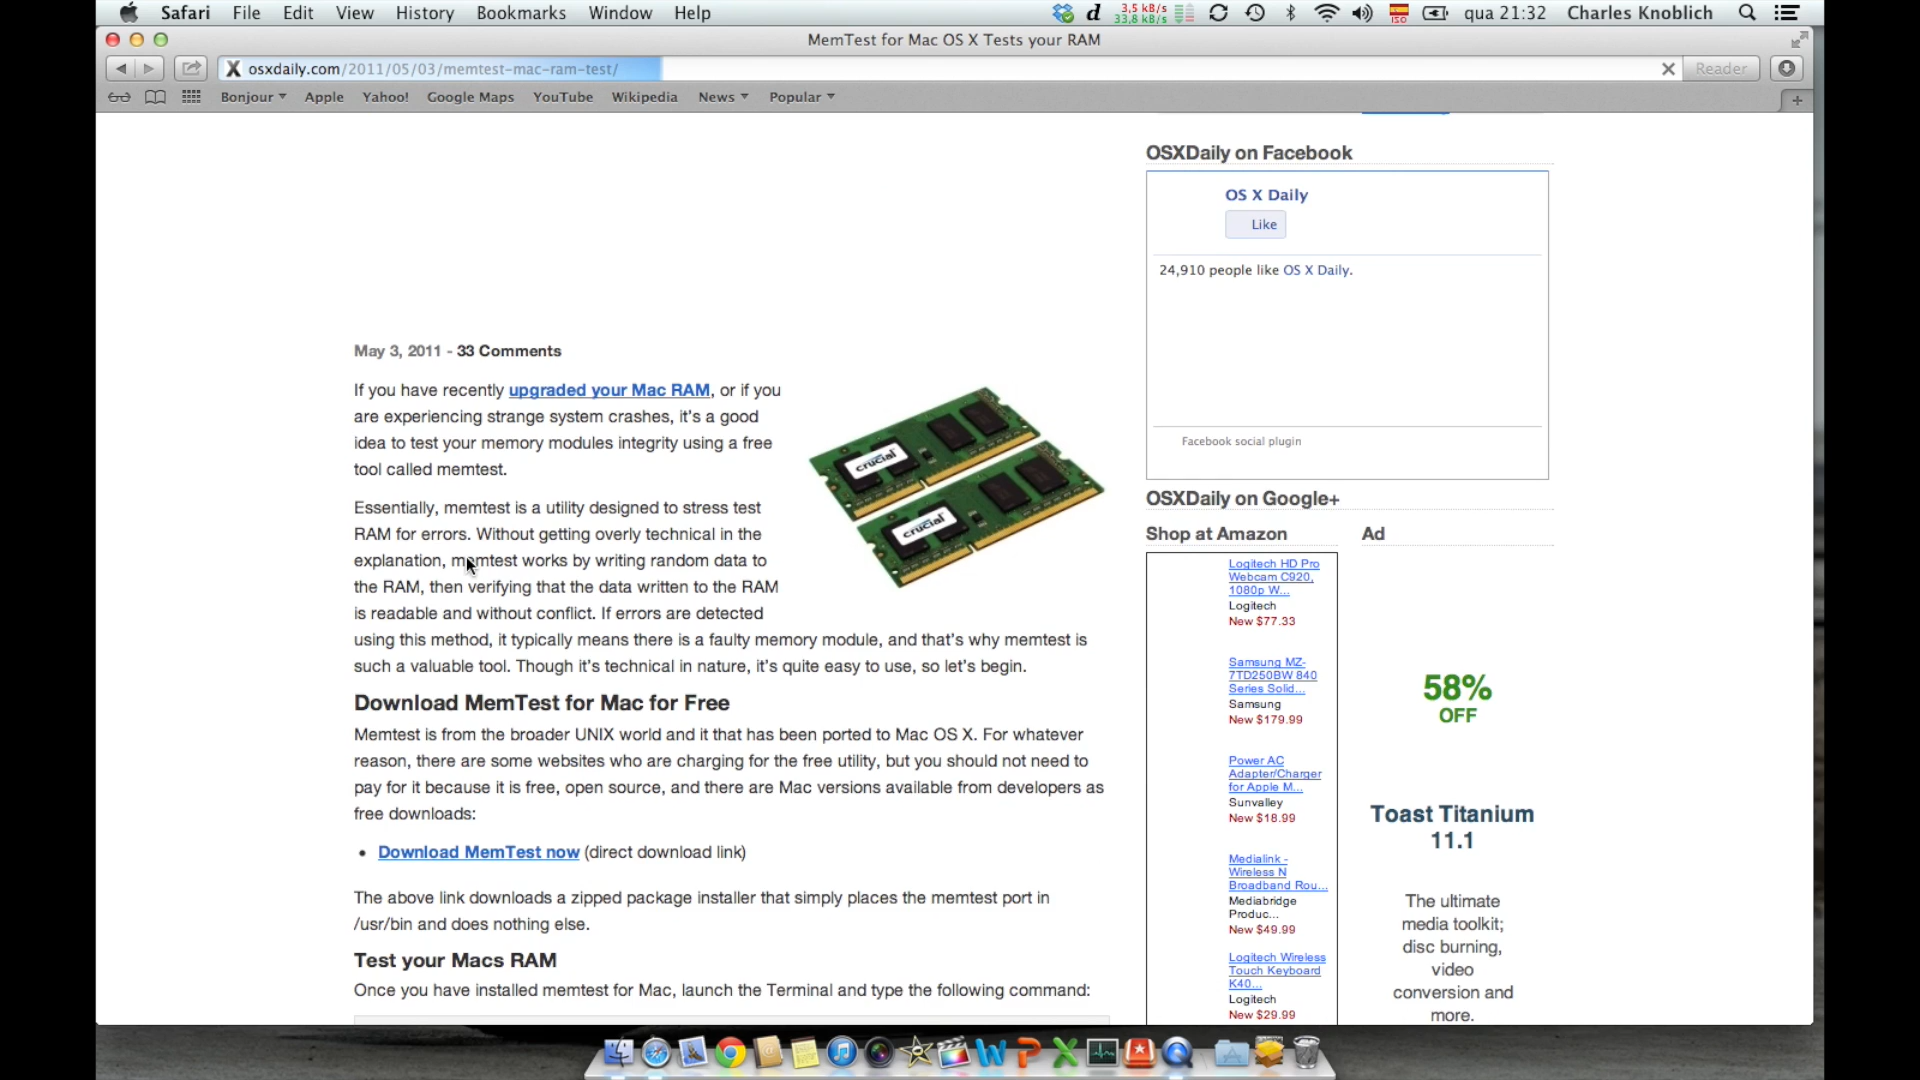 Safari File Edit View History Bookmarks Window Help
d 3,5 kB/s 33,8 kB/s ISO qua 21:32 Charles Knoblich
MemTest for Mac OS X Tests your RAM
X osxdaily.com/2011/05/03/memtest-mac-ram-test/ Reader
Bonjour Apple Yahoo! Google Maps YouTube Wikipedia News Popular
May 3, 2011 - 33 Comments
If you have recently upgraded your Mac RAM, or if you
are experiencing strange system crashes, it's a good
idea to test your memory modules integrity using a free
tool called memtest.
crucial
crucial
Essentially, memtest is a utility designed to stress test
RAM for errors. Without getting overly technical in the
explanation, memtest works by writing random data to
the RAM, then verifying that the data written to the RAM
is readable and without conflict. If errors are detected
using this method, it typically means there is a faulty memory module, and that's why memtest is
such a valuable tool. Though it's technical in nature, it's quite easy to use, so let's begin.
Download MemTest for Mac for Free
Memtest is from the broader UNIX world and it that has been ported to Mac OS X. For whatever
reason, there are some websites who are charging for the free utility, but you should not need to
pay for it because it is free, open source, and there are Mac versions available from developers as
free downloads:
• Download MemTest now (direct download link)
The above link downloads a zipped package installer that simply places the memtest port in
/usr/bin and does nothing else.
Test your Macs RAM
Once you have installed memtest for Mac, launch the Terminal and type the following command:
OSXDaily on Facebook
OS X Daily
Like
24,910 people like OS X Daily.
Facebook social plugin
OSXDaily on Google+
Shop at Amazon
Logitech HD Pro
Webcam C920,
1080p W...
Logitech
New $77.33
Samsung MZ-
7TD250BW 840
Series Solid...
Samsung
New $179.99
Power AC
Adapter/Charger
for Apple M...
Sunvalley
New $18.99
Medialink -
Wireless N
Broadband Rou...
Mediabridge
Produc...
New $49.99
Logitech Wireless
Touch Keyboard
K40...
Logitech
New $29.99
Ad
58%
OFF
Toast Titanium
11.1
The ultimate
media toolkit;
disc burning,
video
conversion and
more.